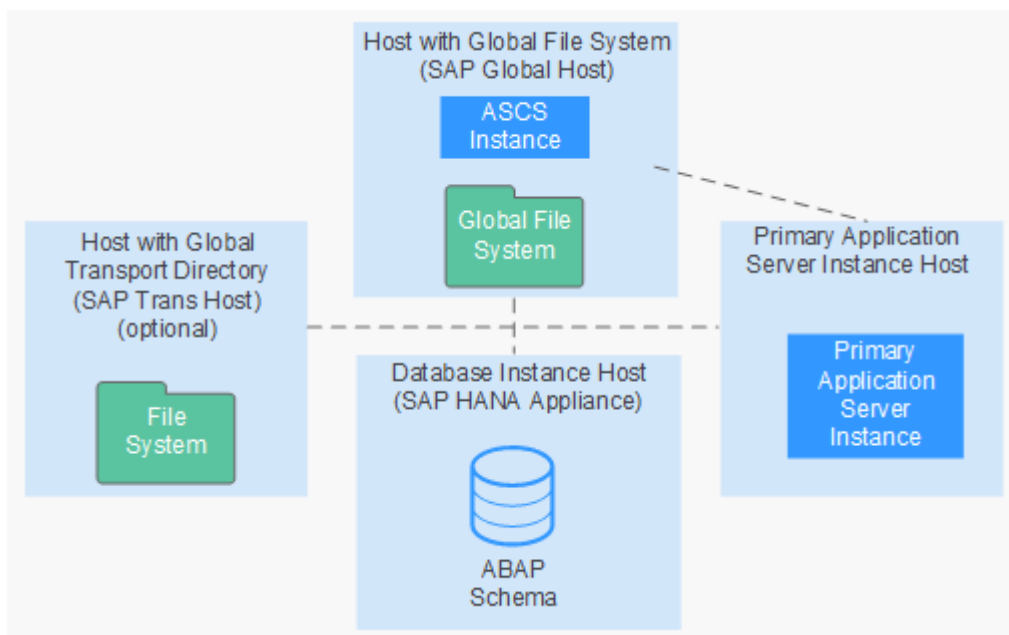 Host with Global File System
(SAP Global Host)
ASCS
Instance
Global File
System
Host with Global
Transport Directory
(SAP Trans Host)
(optional)
File
System
Primary Application
Server Instance Host
Primary
Application
Server
Instance
Database Instance Host
(SAP HANA Appliance)
ABAP
Schema